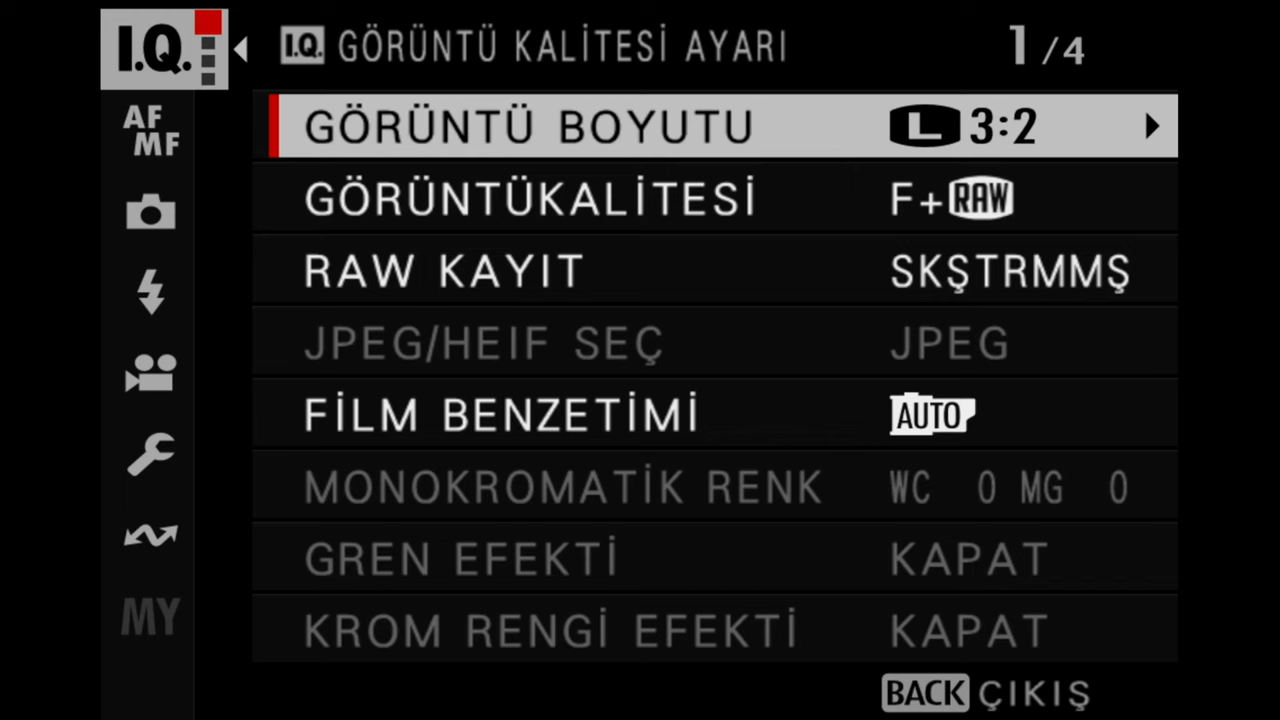 I.Q.
I.Q. GÖRÜNTÜ KALİTESİ AYARI 1/4
GÖRÜNTÜ BOYUTU L 3:2
AF
MF
GÖRÜNTÜKALİTESİ F+RAW
RAW KAYIT SKŞTRMMŞ
JPEG/HEIF SEÇ JPEG
FİLM BENZETİMİ AUTO
MONOKROMATİK RENK WC 0 MG 0
GREN EFEKTİ KAPAT
MY
KROM RENGİ EFEKTİ KAPAT
BACK ÇIKIŞ